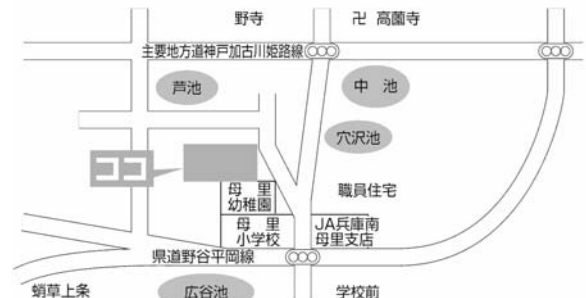 野寺
卍 高薗寺
主要地方道神戸加古川姫路線
芦池
中 池
穴沢池
ココ
母 里
幼稚園
職員住宅
母 里
小学校
JA兵庫南
母里支店
県道野谷平岡線
蛸草上条
広谷池
学校前